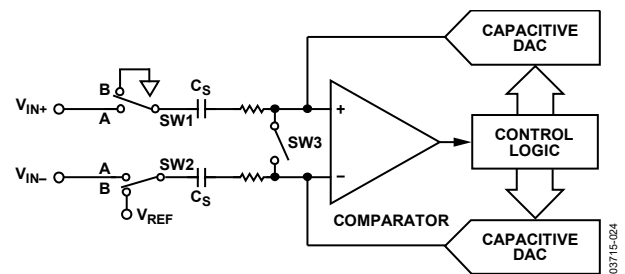 CAPACITIVE
DAC
B
CS
VIN+
A
SW1
+
SW3
CONTROL
LOGIC
A
SW2
VIN–
B
–
CS
VREF
COMPARATOR
CAPACITIVE
DAC
03715-024